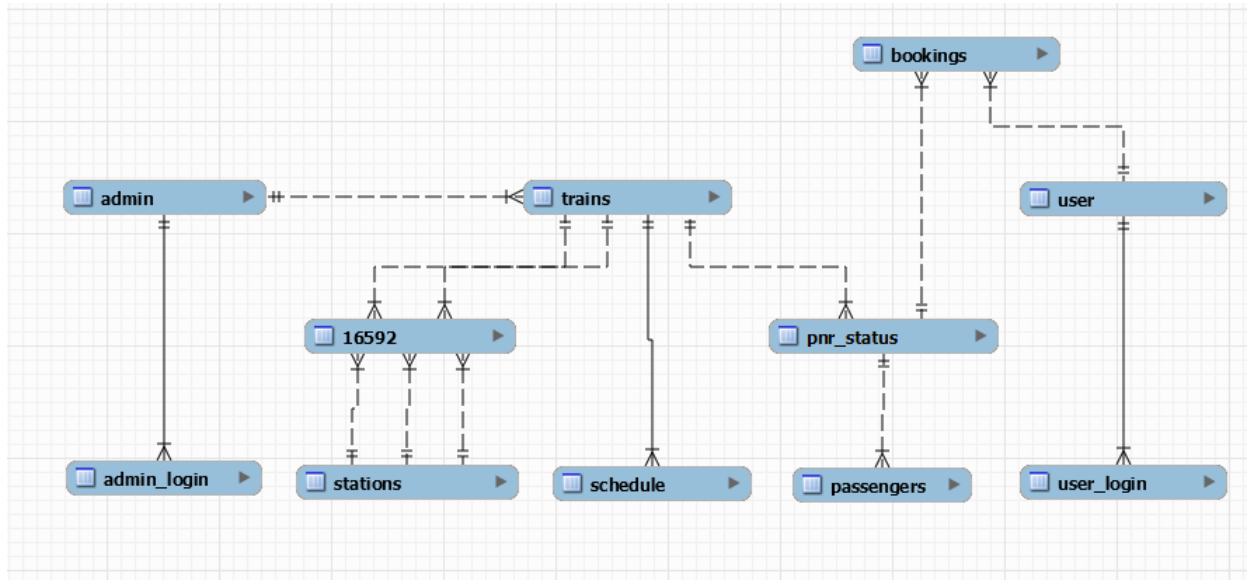 bookings
admin
trains
user
16592
pnr_status
admin_login
stations
schedule
passengers
user_login